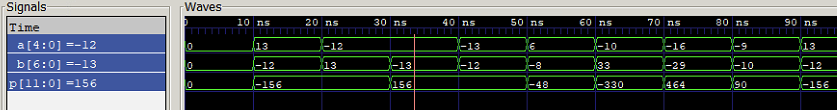 Signals Waves
Time 0 10 ns 20 ns 30 ns 40 ns 50 ns 60 ns 70 ns 80 ns 90 ns
a[4:0] =-12 0 13 -12 -13 6 -10 -16 -9 13
b[6:0] =-13 0 -12 13 -13 -12 -8 33 -29 -10 -12
p[11:0] =156 0 -156 156 -48 -330 464 90 -156